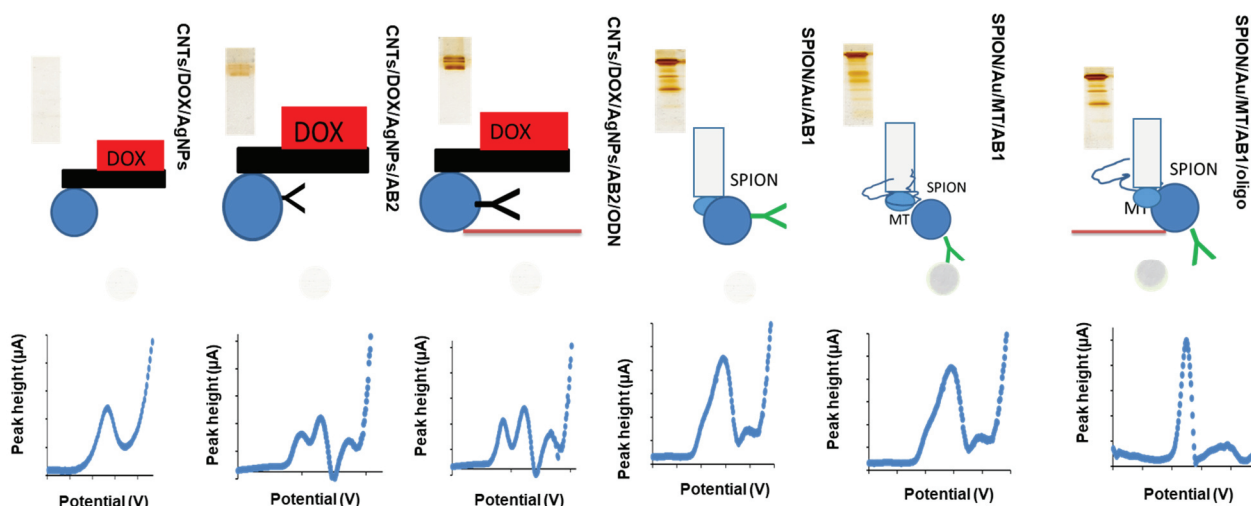 CNTs/DOX/AgNPs
DOX
CNTs/DOX/AgNPs/AB2
DOX
CNTs/DOX/AgNPs/AB2/ODN
DOX
SPION/Au/AB1
SPION
SPION/Au/MT/AB1
SPION
MT
SPION/Au/MT/AB1/oligo
SPION
MT
Peak height (µA)
Potential (V)
Peak height (µA)
Potential (V)
Peak height (µA)
Potential (V)
Peak height (µA)
Potential (V)
Peak height (µA)
Potential (V)
Peak height (µA)
Potential (V)